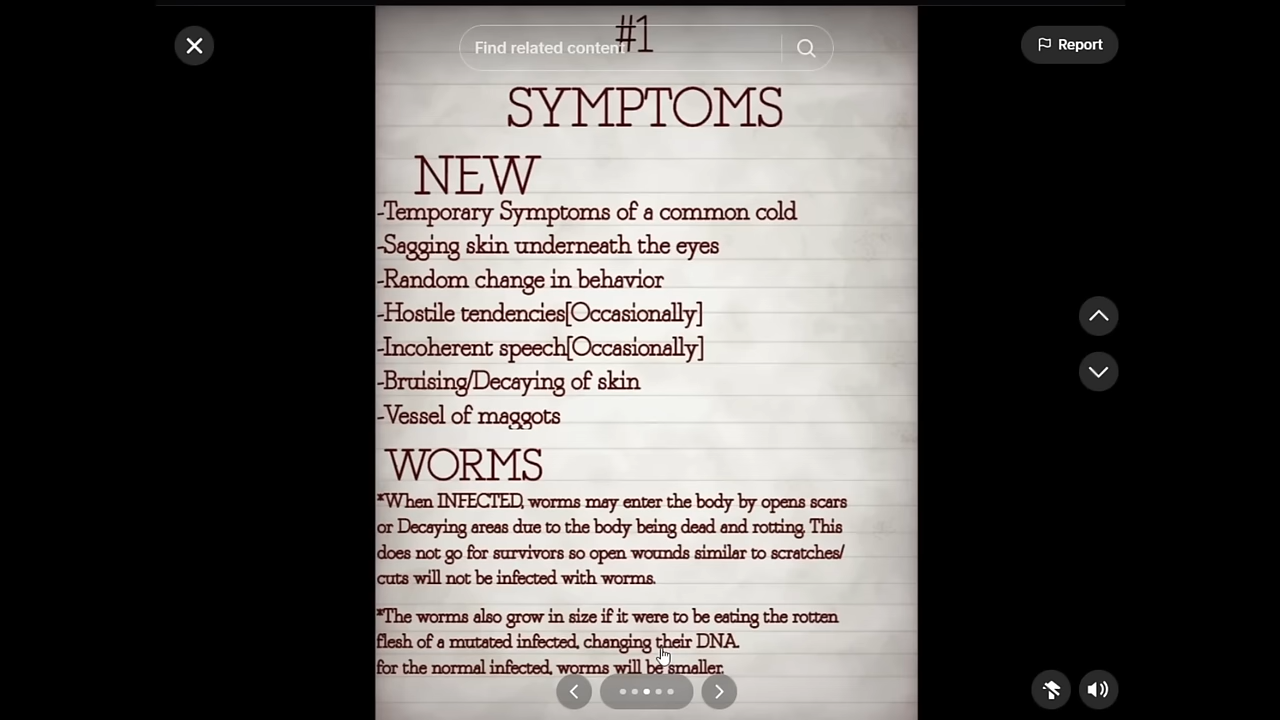 #1
Find related content
Report
SYMPTOMS
NEW
-Temporary Symptoms of a common cold
-Sagging skin underneath the eyes
-Random change in behavior
-Hostile tendencies[Occasionally]
-Incoherent speech[Occasionally]
-Bruising/Decaying of skin
-Vessel of maggots
WORMS
*When INFECTED, worms may enter the body by opens scars
or Decaying areas due to the body being dead and rotting. This
does not go for survivors so open wounds similar to scratches/
cuts will not be infected with worms.
*The worms also grow in size if it were to be eating the rotten
flesh of a mutated infected, changing their DNA.
for the normal infected, worms will be smaller.